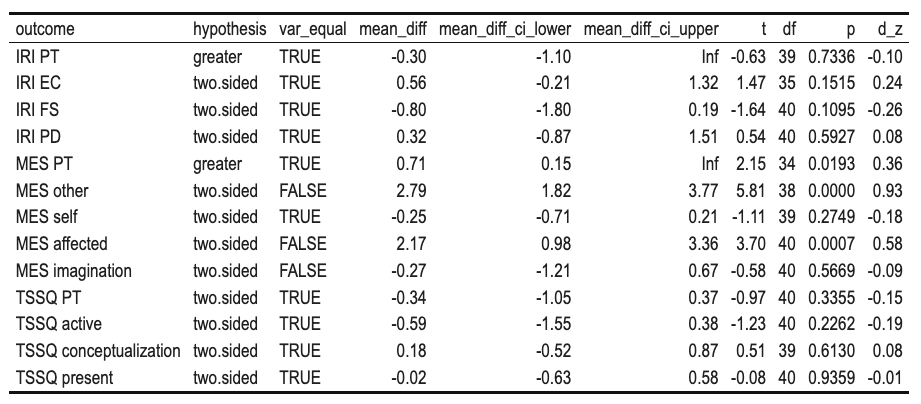 outcome hypothesis var_equal mean_diff mean_diff_ci_lower mean_diff_ci_upper t df p d_z
IRI PT greater TRUE -0.30 -1.10 Inf -0.63 39 0.7336 -0.10
IRI EC two.sided TRUE 0.56 -0.21 1.32 1.47 35 0.1515 0.24
IRI FS two.sided TRUE -0.80 -1.80 0.19 -1.64 40 0.1095 -0.26
IRI PD two.sided TRUE 0.32 -0.87 1.51 0.54 40 0.5927 0.08
MES PT greater TRUE 0.71 0.15 Inf 2.15 34 0.0193 0.36
MES other two.sided FALSE 2.79 1.82 3.77 5.81 38 0.0000 0.93
MES self two.sided TRUE -0.25 -0.71 0.21 -1.11 39 0.2749 -0.18
MES affected two.sided FALSE 2.17 0.98 3.36 3.70 40 0.0007 0.58
MES imagination two.sided FALSE -0.27 -1.21 0.67 -0.58 40 0.5669 -0.09
TSSQ PT two.sided TRUE -0.34 -1.05 0.37 -0.97 40 0.3355 -0.15
TSSQ active two.sided TRUE -0.59 -1.55 0.38 -1.23 40 0.2262 -0.19
TSSQ conceptualization two.sided TRUE 0.18 -0.52 0.87 0.51 39 0.6130 0.08
TSSQ present two.sided TRUE -0.02 -0.63 0.58 -0.08 40 0.9359 -0.01